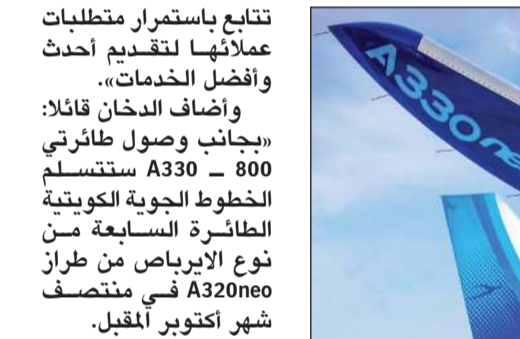 تتابع باستمرار متطلبات
عملائها لتقديم أحدث
وأفضل الخدمات».
وأضاف الدخان قائلا:
«بجانب وصول طائرتي
A330 – 800 ستتسلم
الخطوط الجوية الكويتية
الطائرة السابعة من
نوع الايرباص من طراز
A320neo في منتصف
شهر أكتوبر المقبل.
A330neo